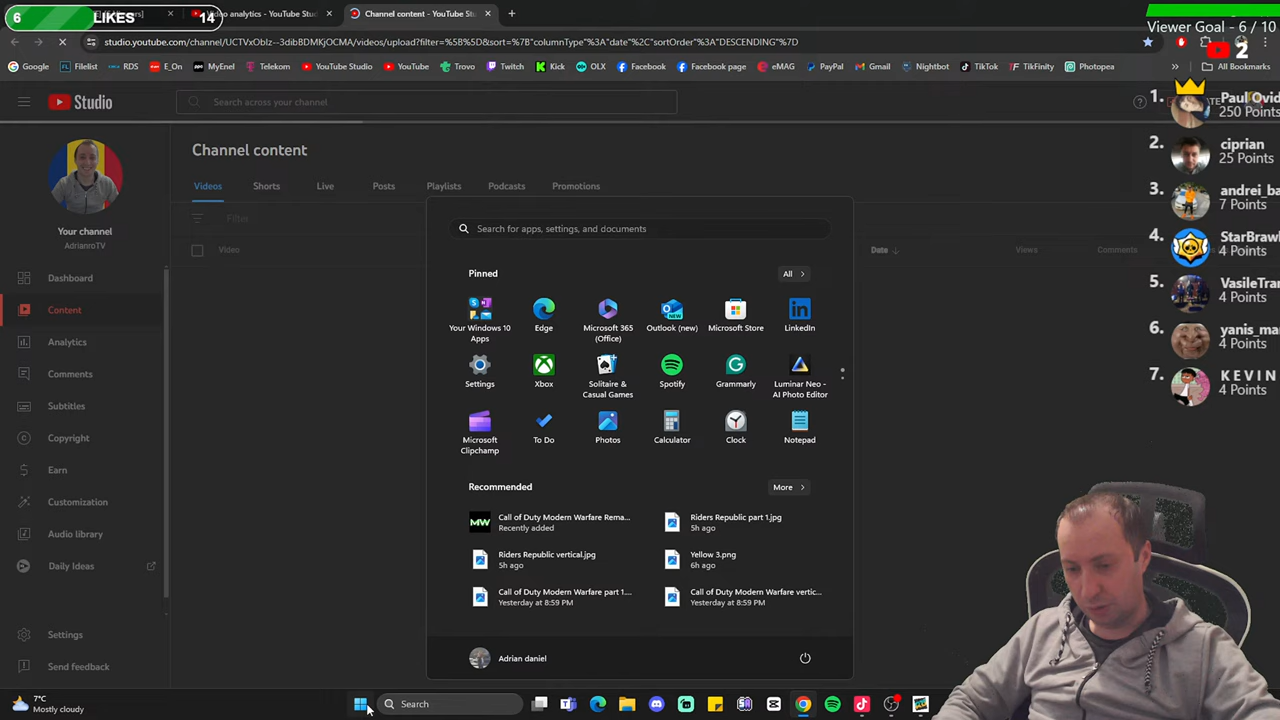 6 LIKES 14
Video analytics - YouTube Stu
Channel content - YouTube Stu
Viewer Goal - 6 / 10
studio.youtube.com/channel/UCTVxOblz--3dibBDMKjOCMA/videos/upload?filter=%5B%5D&sort=%7B"columnType"%3A"date"%2C"sortOrder"%3A"DESCENDING"%7D
2
Google Filelist RDS E_On MyEnel Telekom YouTube Studio YouTube Trovo Twitch Kick OLX Facebook Facebook page eMAG PayPal Gmail Nightbot TikTok TikFinity Photopea All Bookmarks
Studio
Search across your channel
1. Paul Ovid
250 Points
2. ciprian
25 Points
3. andrei_ba
7 Points
4. StarBrawl
4 Points
5. VasileTra
4 Points
6. yanis_ma
4 Points
7. K E V I N
4 Points
Your channel
AdrianroTV
Dashboard
Content
Analytics
Comments
Subtitles
Copyright
Earn
Customization
Audio library
Daily Ideas
Settings
Send feedback
Channel content
Videos Shorts Live Posts Playlists Podcasts Promotions
Filter
Video Date Views Comments
Search for apps, settings, and documents
Pinned All
Your Windows 10
Apps
Edge
Microsoft 365
(Office)
Outlook (new)
Microsoft Store
LinkedIn
Settings
Xbox
Solitaire &
Casual Games
Spotify
Grammarly
Luminar Neo -
AI Photo Editor
Microsoft
Clipchamp
To Do
Photos
Calculator
Clock
Notepad
Recommended More
Call of Duty Modern Warfare Rema...
Recently added
Riders Republic part 1.jpg
5h ago
Riders Republic vertical.jpg
5h ago
Yellow 3.png
6h ago
Call of Duty Modern Warfare part 1....
Yesterday at 8:59 PM
Call of Duty Modern Warfare vertic...
Yesterday at 8:59 PM
Adrian daniel
7°C
Mostly cloudy
Search